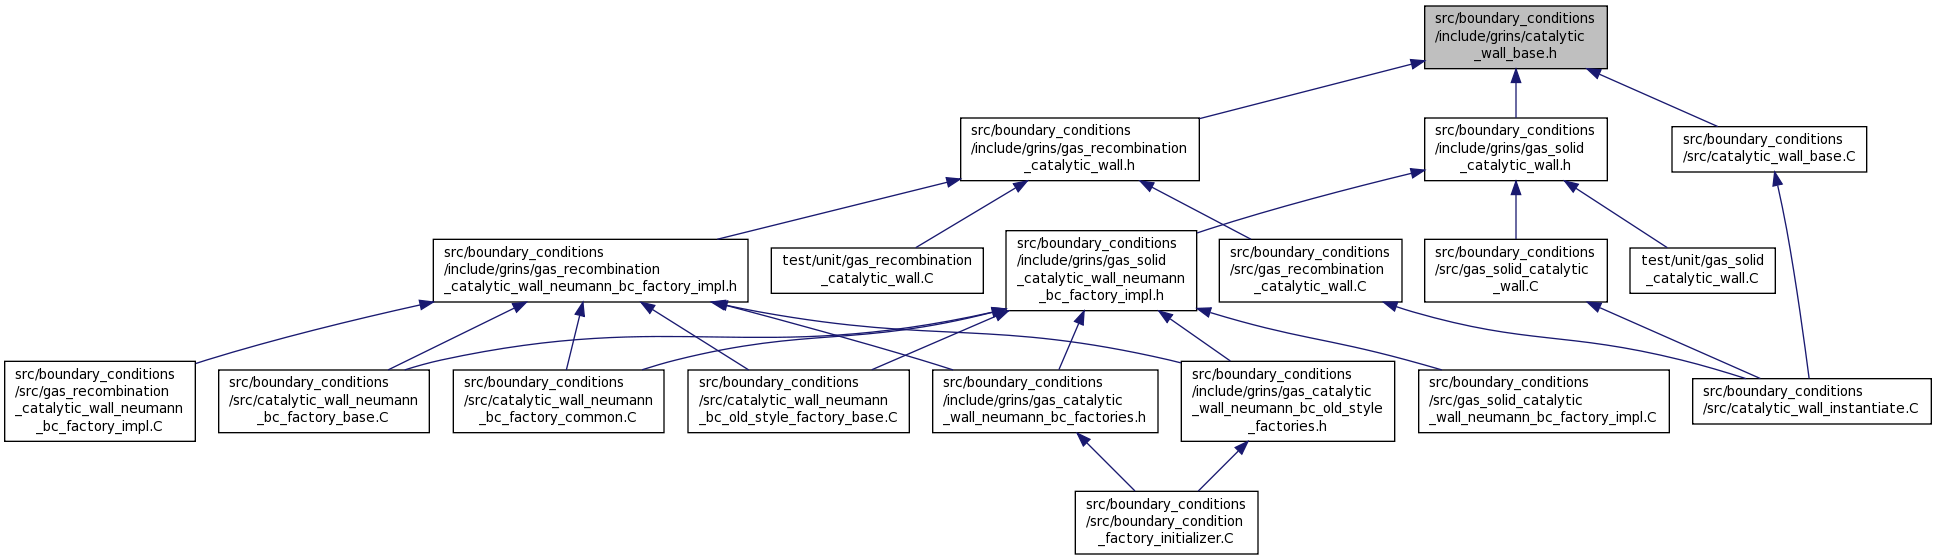 src/boundary_conditions
/include/grins/catalytic
_wall_base.h
src/boundary_conditions
/include/grins/gas_recombination
_catalytic_wall.h
src/boundary_conditions
/include/grins/gas_solid
_catalytic_wall.h
src/boundary_conditions
/src/catalytic_wall_base.C
src/boundary_conditions
/include/grins/gas_recombination
_catalytic_wall_neumann_bc_factory_impl.h
test/unit/gas_recombination
_catalytic_wall.C
src/boundary_conditions
/include/grins/gas_solid
_catalytic_wall_neumann
_bc_factory_impl.h
src/boundary_conditions
/src/gas_recombination
_catalytic_wall.C
src/boundary_conditions
/src/gas_solid_catalytic
_wall.C
test/unit/gas_solid
_catalytic_wall.C
src/boundary_conditions
/src/gas_recombination
_catalytic_wall_neumann
_bc_factory_impl.C
src/boundary_conditions
/src/catalytic_wall_neumann
_bc_factory_base.C
src/boundary_conditions
/src/catalytic_wall_neumann
_bc_factory_common.C
src/boundary_conditions
/src/catalytic_wall_neumann
_bc_old_style_factory_base.C
src/boundary_conditions
/include/grins/gas_catalytic
_wall_neumann_bc_factories.h
src/boundary_conditions
/include/grins/gas_catalytic
_wall_neumann_bc_old_style
_factories.h
src/boundary_conditions
/src/gas_solid_catalytic
_wall_neumann_bc_factory_impl.C
src/boundary_conditions
/src/catalytic_wall_instantiate.C
src/boundary_conditions
/src/boundary_condition
_factory_initializer.C